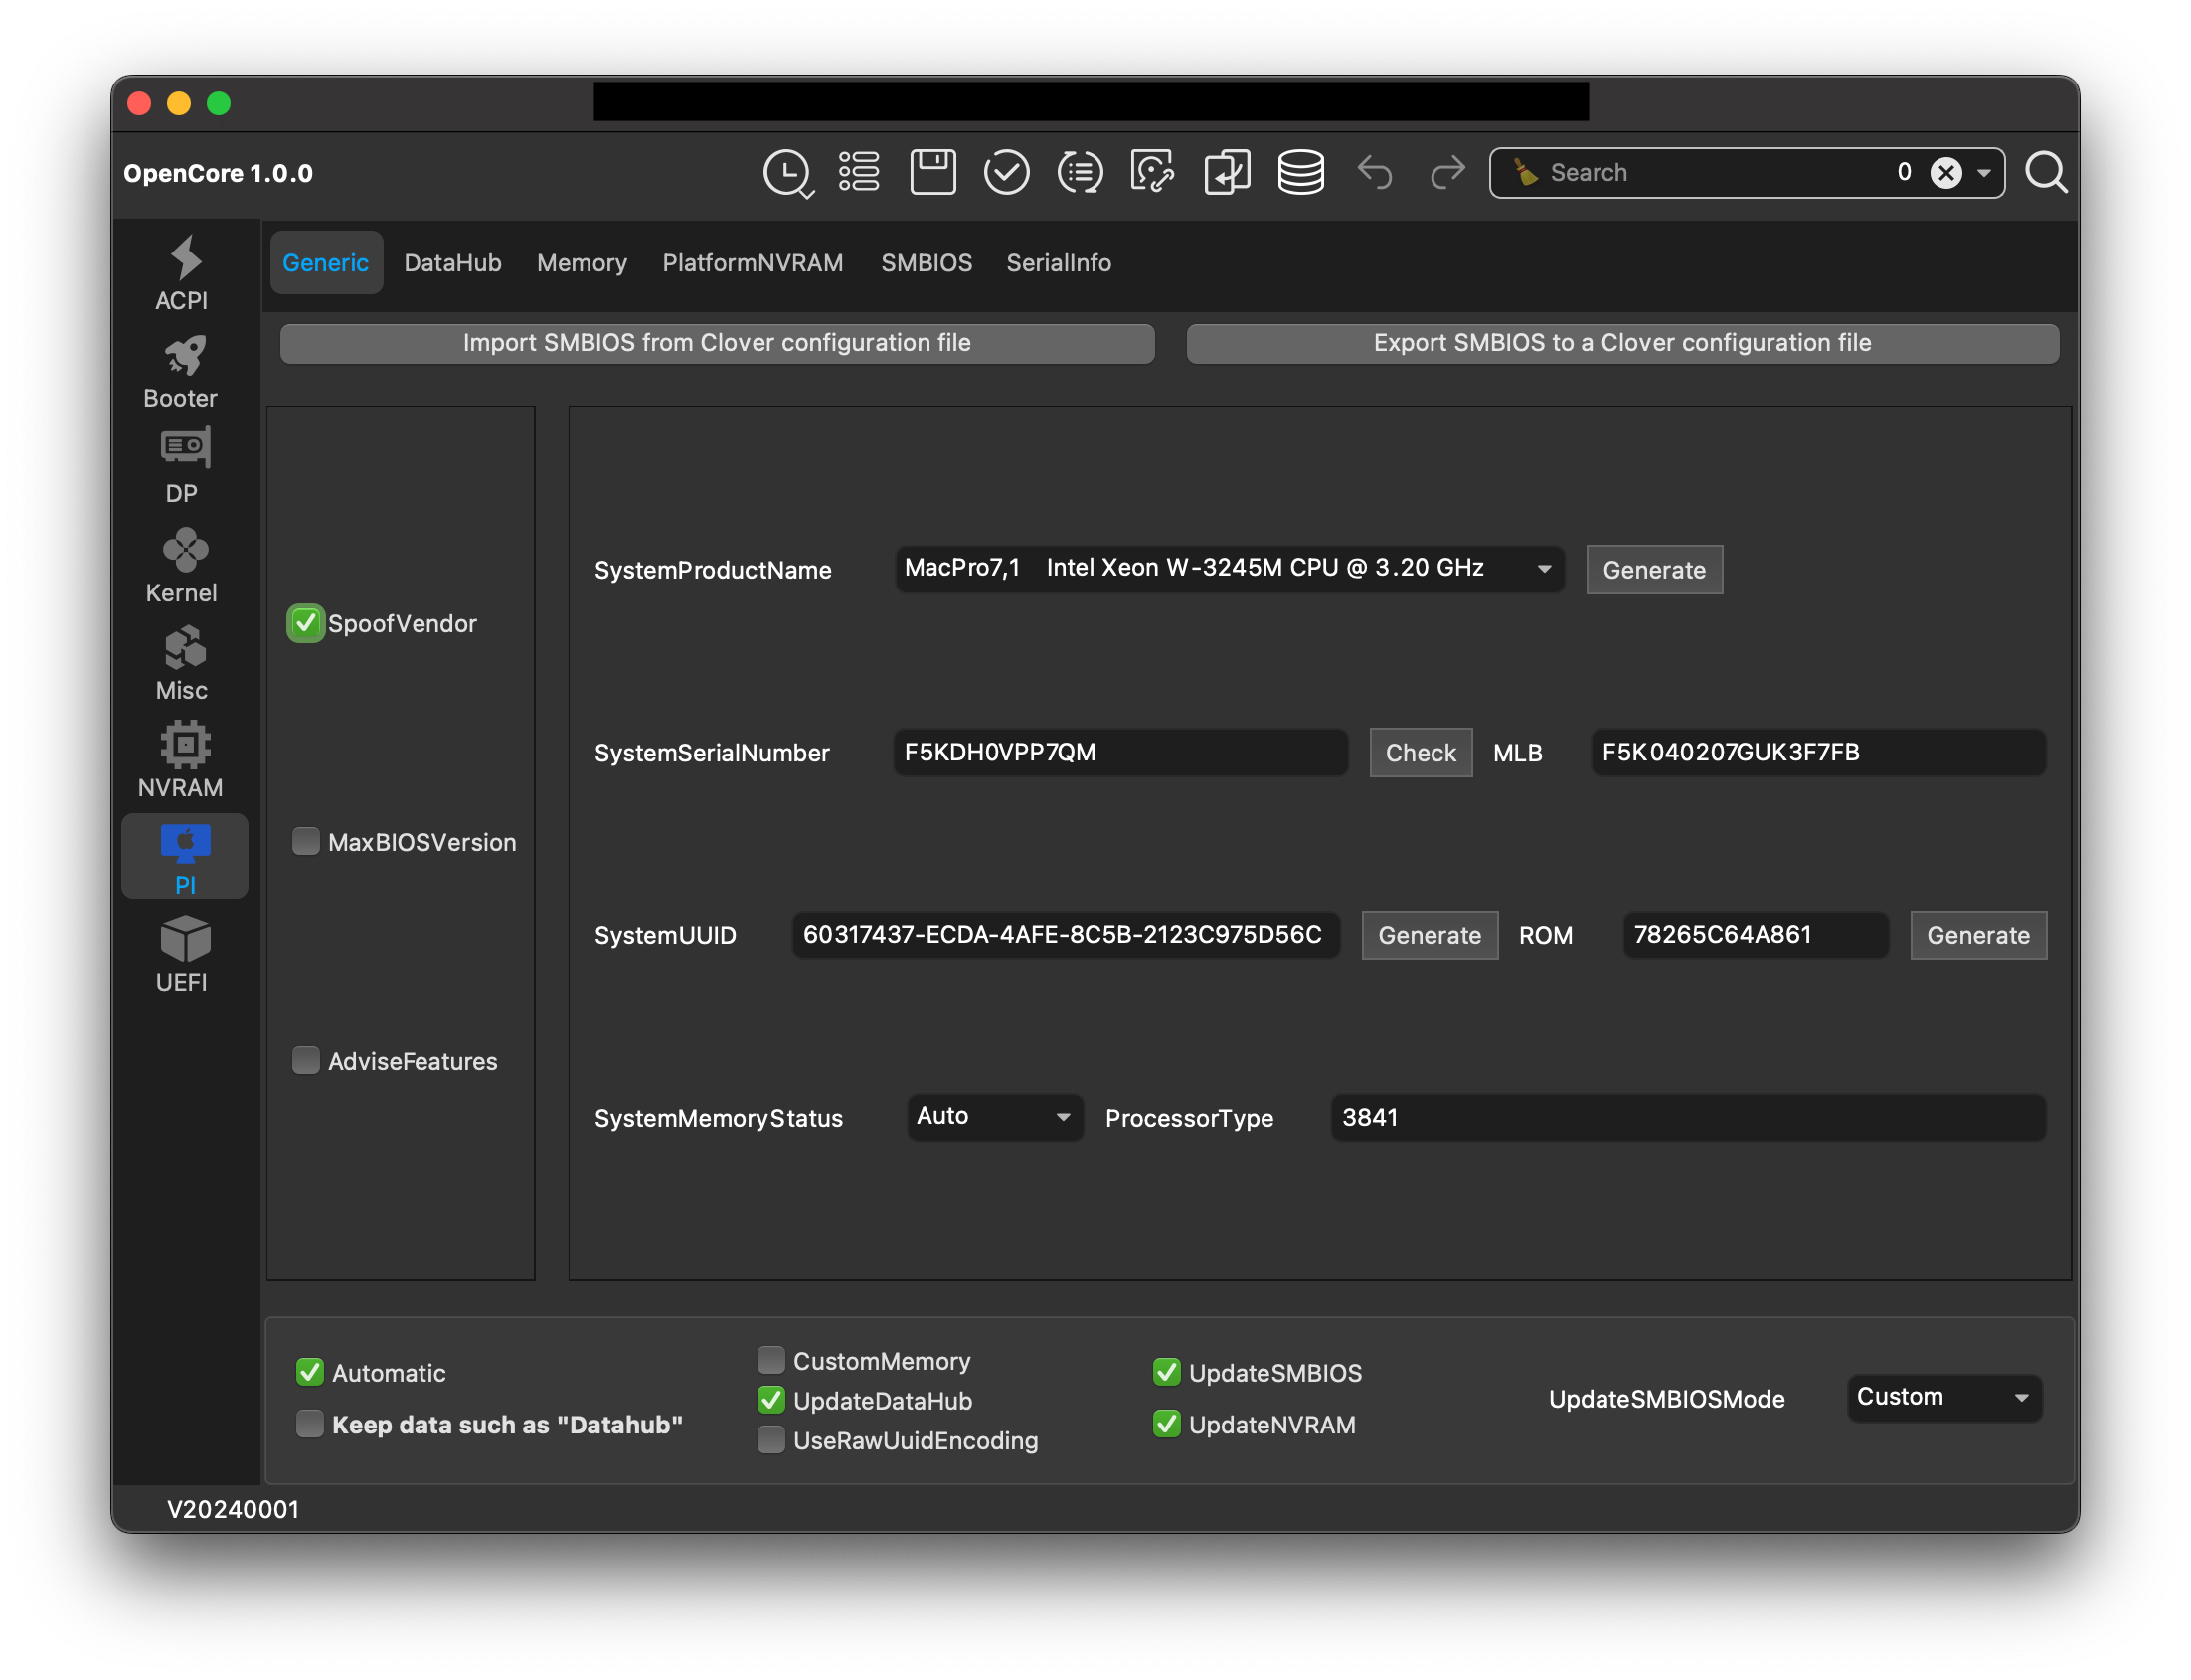 OpenCore 1.0.0
Search 0
ACPI
Booter
DP
Kernel
Misc
NVRAM
PI
UEFI
Generic DataHub Memory PlatformNVRAM SMBIOS SerialInfo
Import SMBIOS from Clover configuration file Export SMBIOS to a Clover configuration file
SpoofVendor
MaxBIOSVersion
AdviseFeatures
SystemProductName MacPro7,1 Intel Xeon W-3245M CPU @ 3.20 GHz Generate
SystemSerialNumber F5KDH0VPP7QM Check MLB F5K040207GUK3F7FB
SystemUUID 60317437-ECDA-4AFE-8C5B-2123C975D56C Generate ROM 78265C64A861 Generate
SystemMemoryStatus Auto ProcessorType 3841
Automatic
Keep data such as "Datahub"
CustomMemory
UpdateDataHub
UseRawUuidEncoding
UpdateSMBIOS
UpdateNVRAM
UpdateSMBIOSMode Custom
V20240001